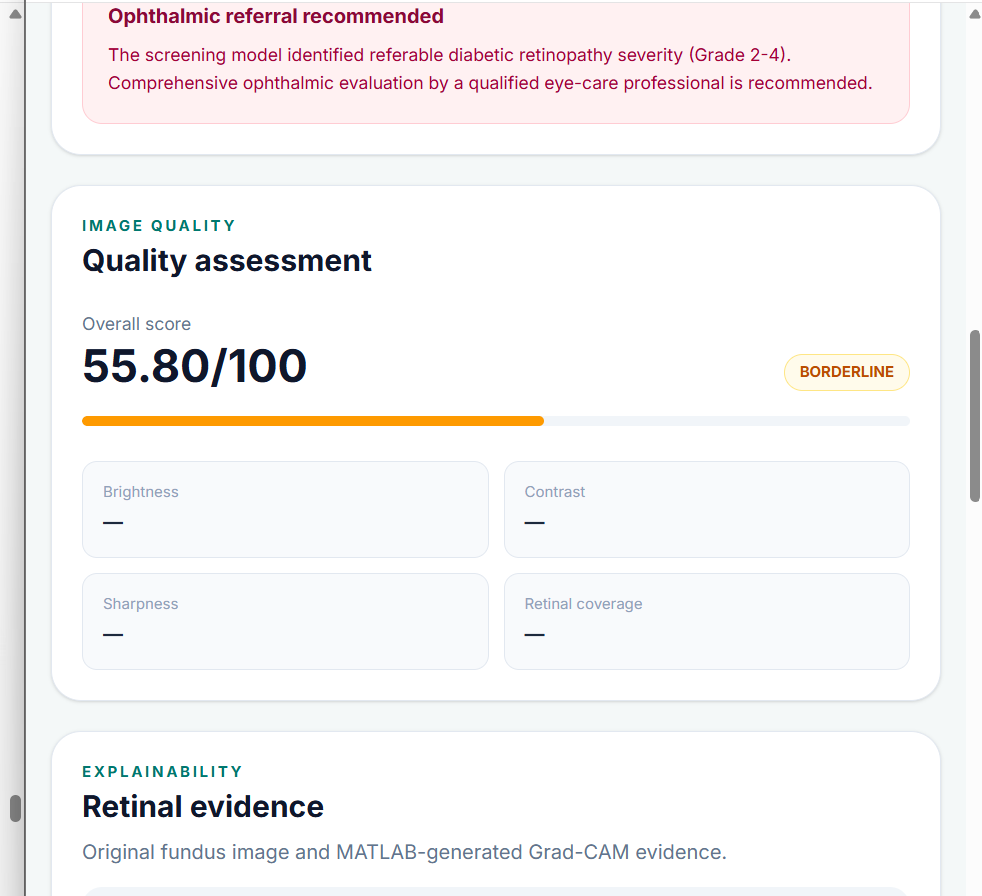 Ophthalmic referral recommended
The screening model identified referable diabetic retinopathy severity (Grade 2-4).
Comprehensive ophthalmic evaluation by a qualified eye-care professional is recommended.
IMAGE QUALITY
Quality assessment
Overall score
55.80/100
BORDERLINE
Brightness
—
Contrast
—
Sharpness
—
Retinal coverage
—
EXPLAINABILITY
Retinal evidence
Original fundus image and MATLAB-generated Grad-CAM evidence.